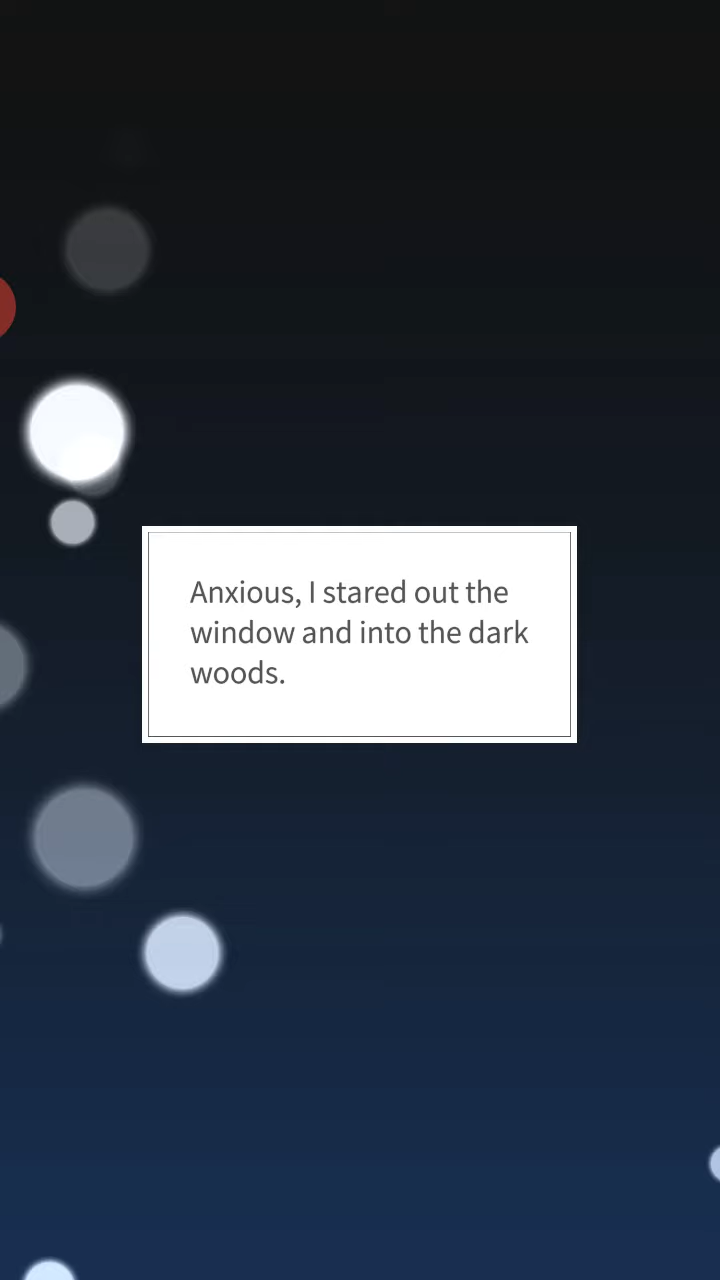 Anxious, I stared out the
window and into the dark
woods.